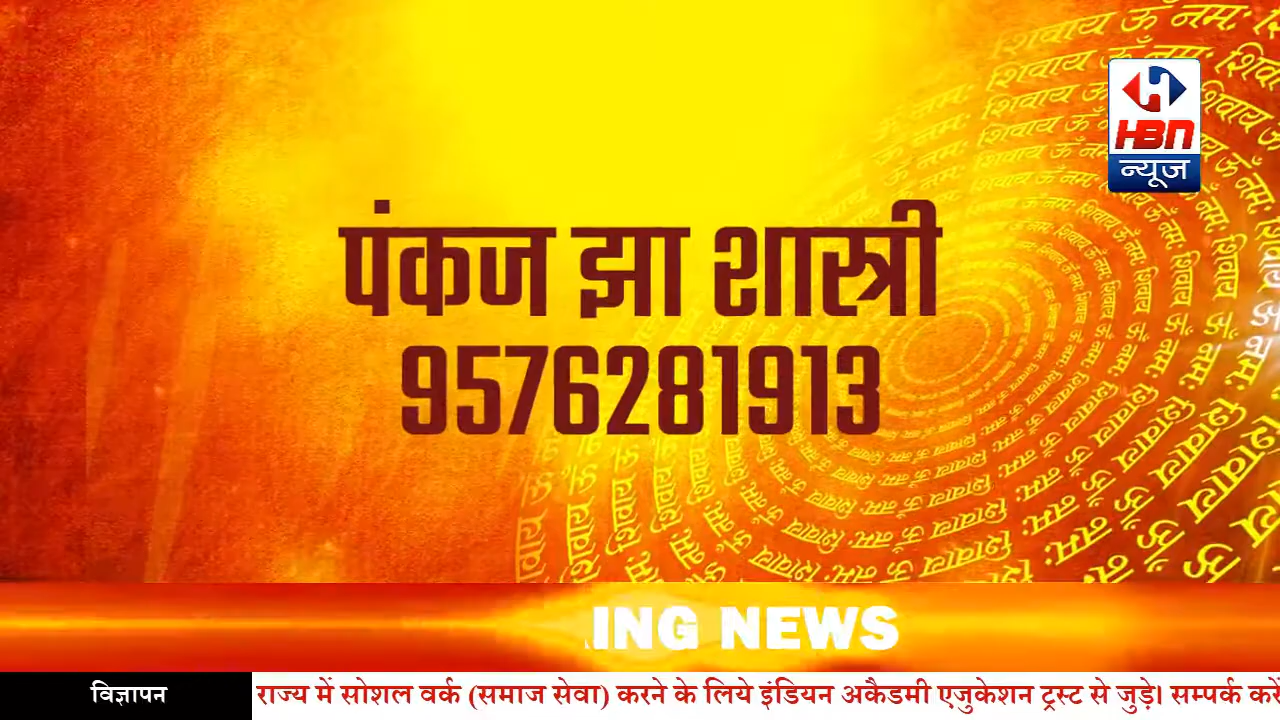 HBN
न्यूज
पंकज झा शास्त्री
9576281913
ING NEWS
विज्ञापन
राज्य में सोशल वर्क (समाज सेवा) करने के लिये इंडियन अकैडमी एजुकेशन ट्रस्ट से जुड़े। सम्पर्क करें
ॐ नमः शिवाय